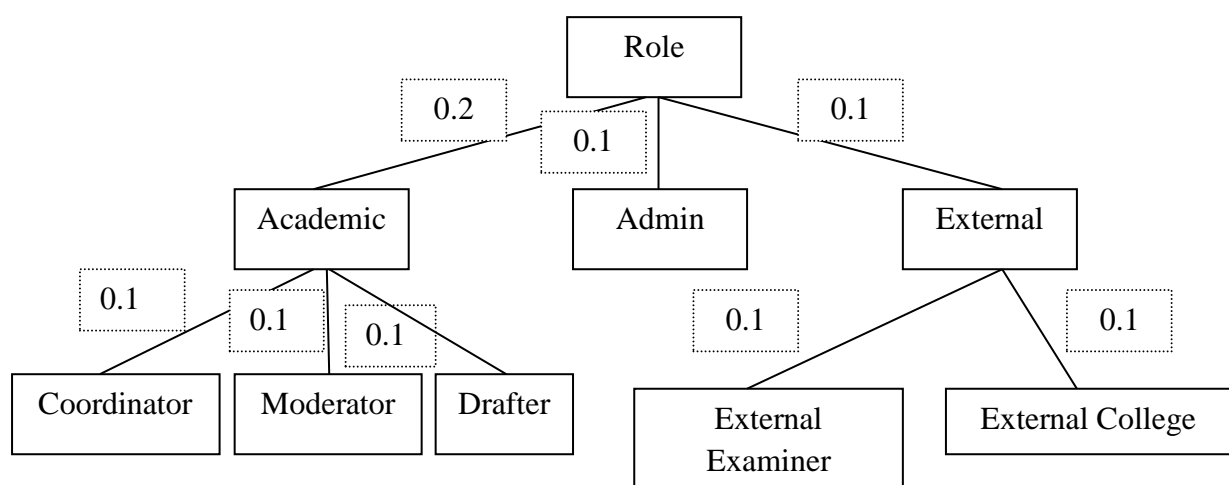 Role
0.2
0.1
0.1
Academic
Admin
External
0.1
0.1
0.1
0.1
0.1
Coordinator
Moderator
Drafter
External
Examiner
External College